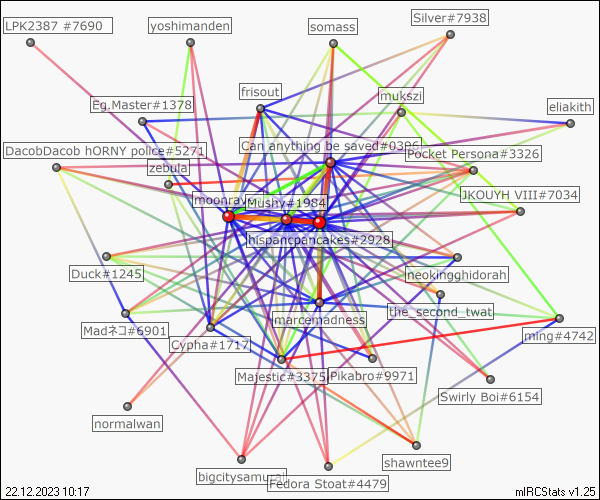 LPK2387 #7690
yoshimanden
somass
Silver#7938
frisout
mukszi
Eg.Master#1378
eliakith
DacobDacob hORNY police#5271
Can anything be saved#0386
Pocket Persona#3326
zebula
moonray
Mushy#1984
JKOUYH VIII#7034
hispancpancakes#2928
Duck#1245
neokingghidorah
the_second_twat
marcemadness
Madネコ#6901
Cypha#1717
ming#4742
Majestic#3375
Pikabro#9971
Swirly Boi#6154
normalwan
shawntee9
bigcitysamurai
Fedora Stoat#4479
22.12.2023 10:17
mIRCStats v1.25